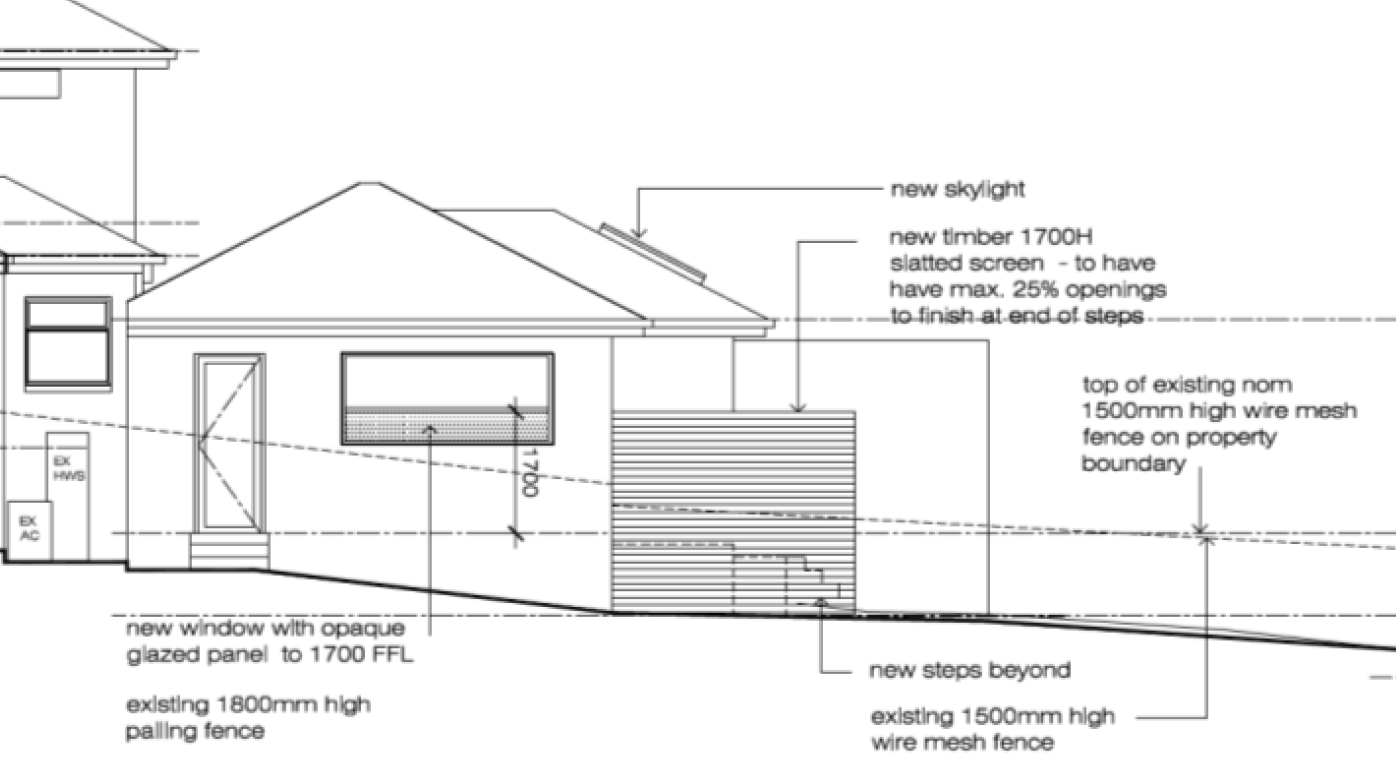 new skylight
new timber 1700H
slatted screen - to have
have max. 25% openings
to finish at end of steps
top of existing nom
1500mm high wire mesh
fence on property
boundary
EX
HWS
EX
AC
1700
new window with opaque
glazed panel to 1700 FFL
existing 1800mm high
paling fence
new steps beyond
existing 1500mm high
wire mesh fence